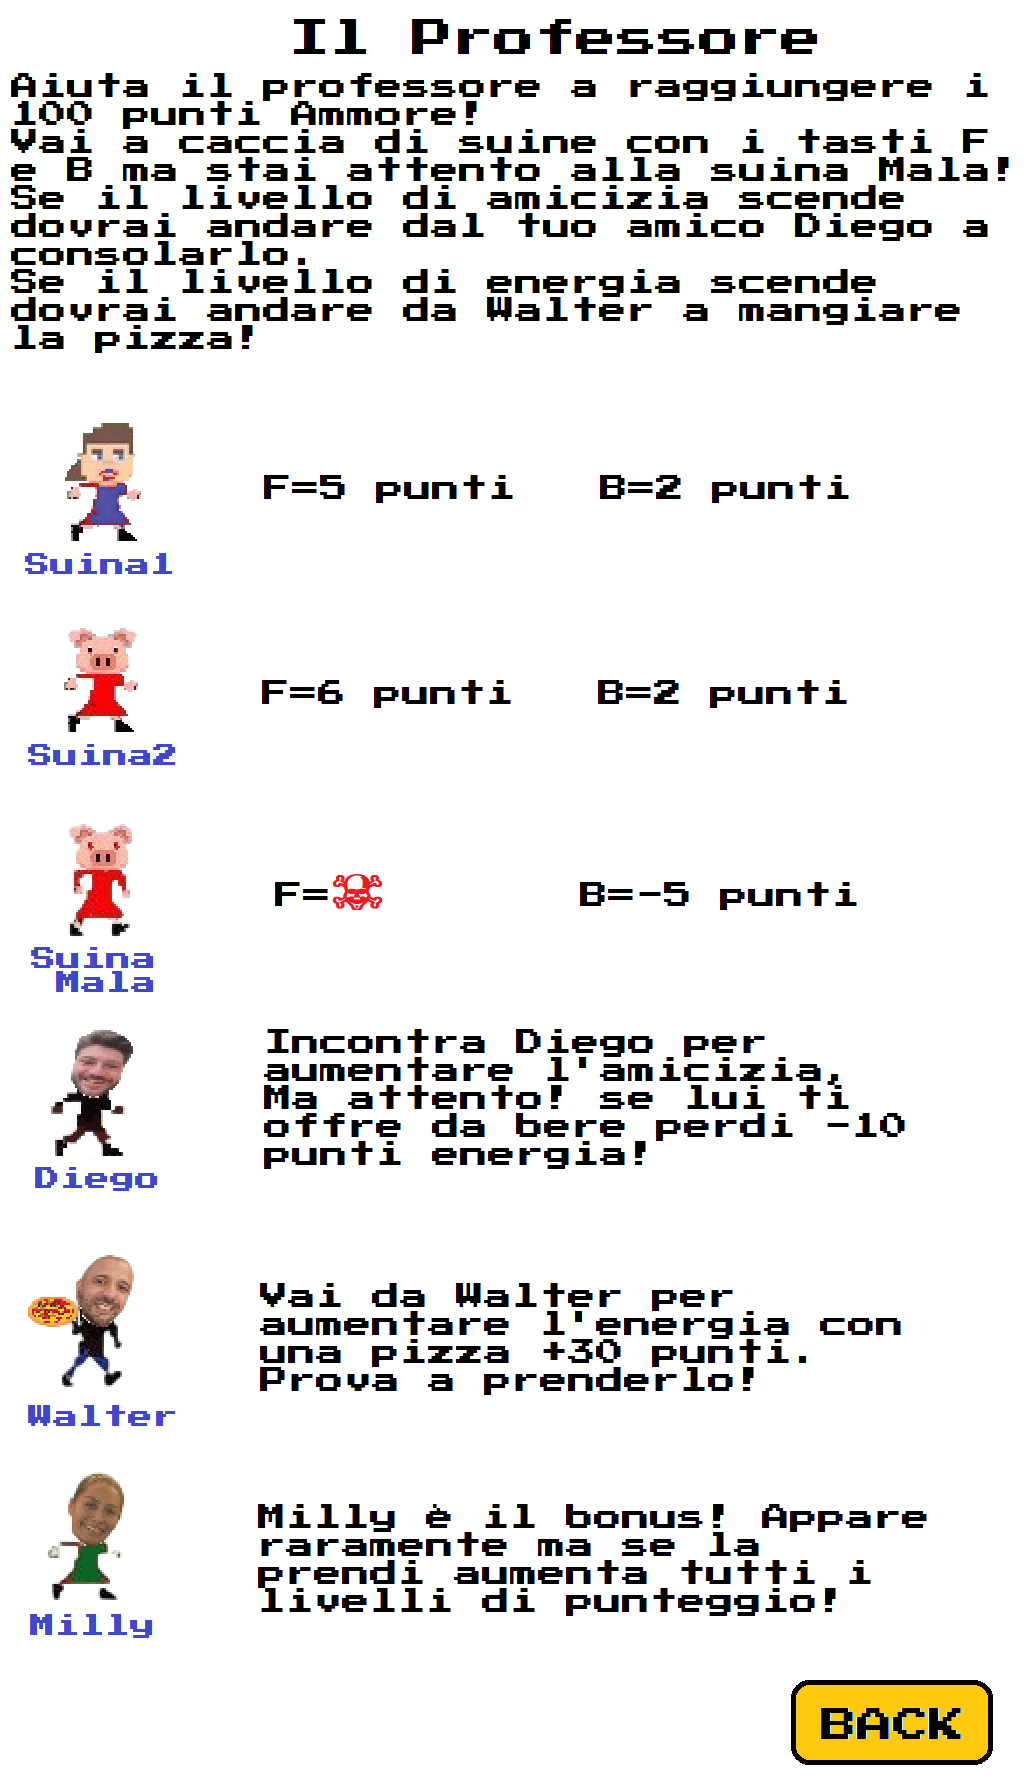 Il Professore
Aiuta il professore a raggiungere i
100 punti Ammore!
Vai a caccia di suine con i tasti F
e B ma stai attento alla suina Mala!
Se il livello di amicizia scende
dovrai andare dal tuo amico Diego a
consolarlo.
Se il livello di energia scende
dovrai andare da Walter a mangiare
la pizza!
F=5 punti B=2 punti
Suina1
F=6 punti B=2 punti
Suina2
F= B=-5 punti
Suina
Mala
Incontra Diego per
aumentare l'amicizia,
Ma attento! se lui ti
offre da bere perdi -10
punti energia!
Diego
Vai da Walter per
aumentare l'energia con
una pizza +30 punti.
Prova a prenderlo!
Walter
Milly è il bonus! Appare
raramente ma se la
prendi aumenta tutti i
livelli di punteggio!
Milly
BACK